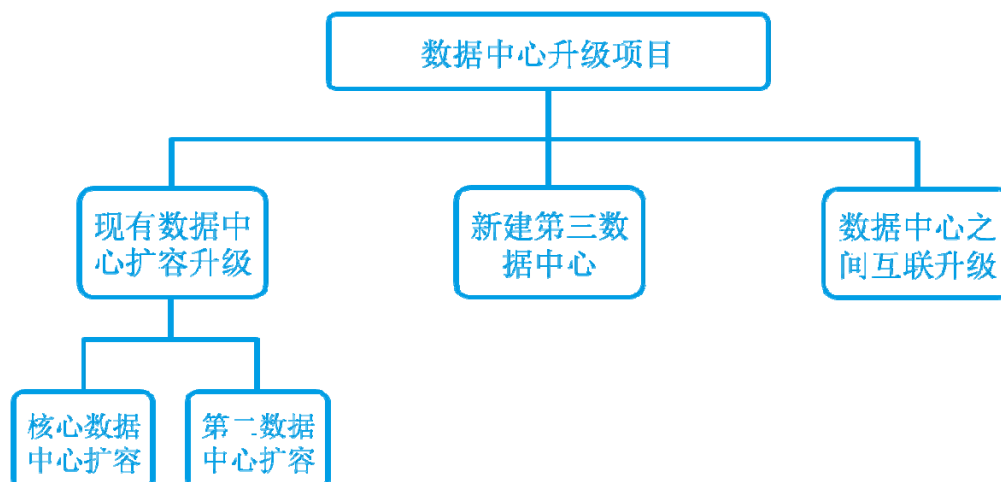 数据中心升级项目
现有数据中
心扩容升级
新建第三数
据中心
数据中心之
间互联升级
核心数据
中心扩容
第二数据
中心扩容